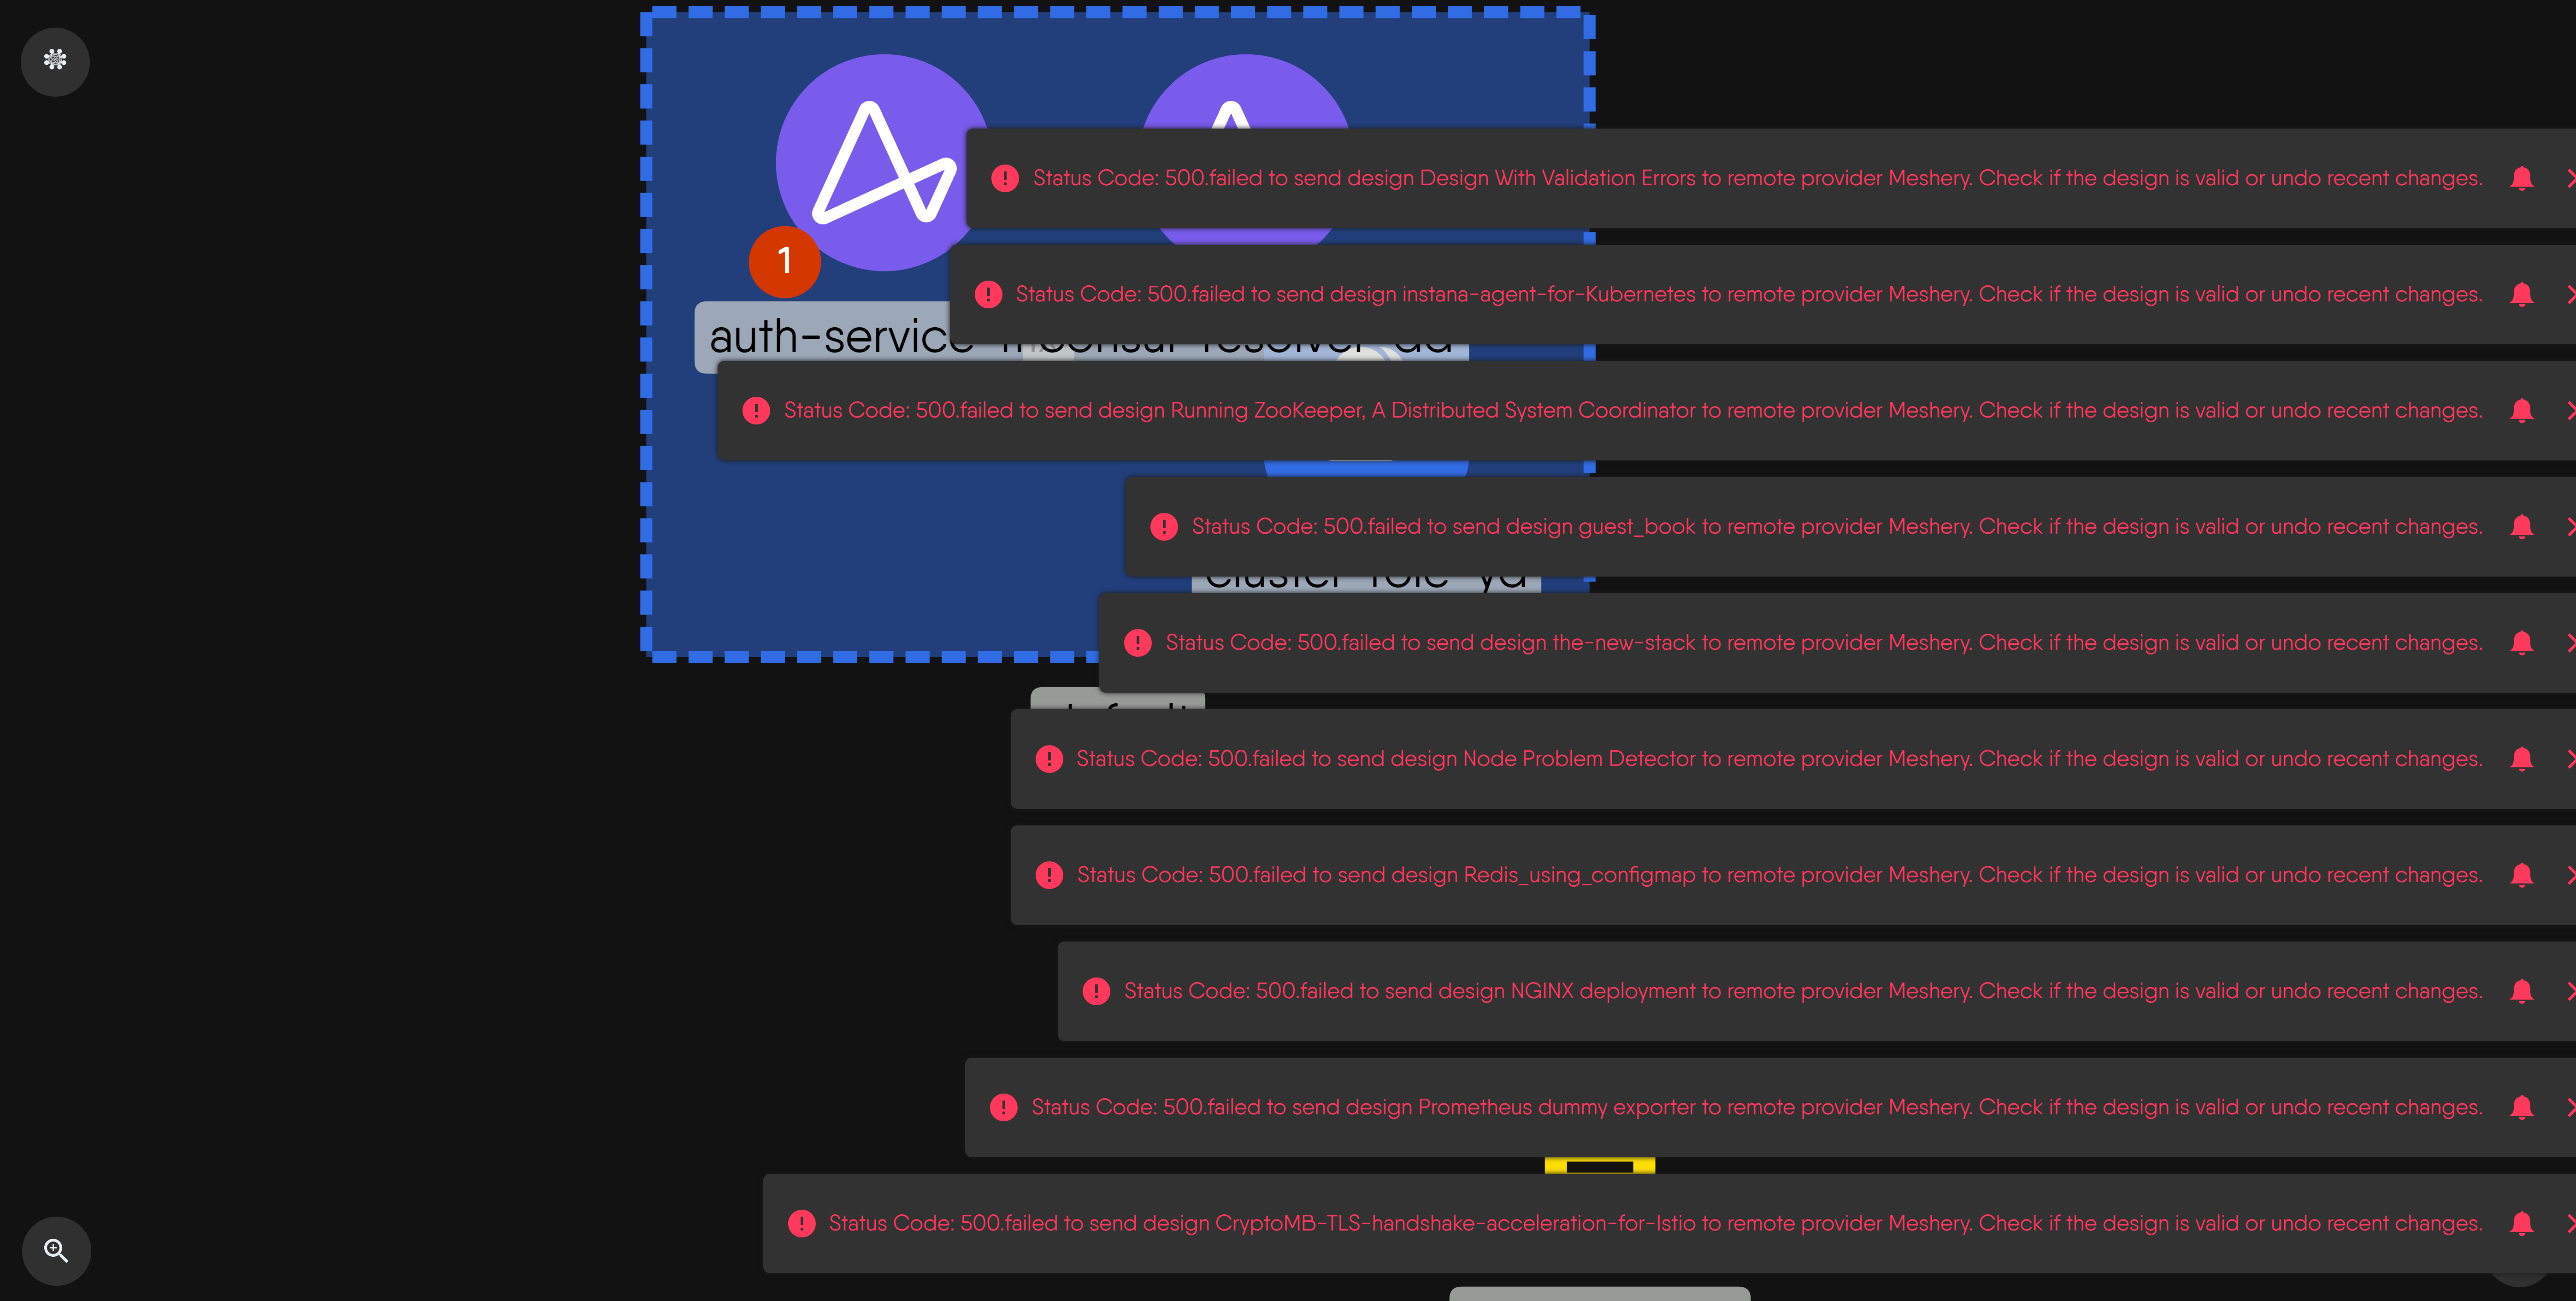 Status Code: 500.failed to send design Design With Validation Errors to remote provider Meshery. Check if the design is valid or undo recent changes.
1
Status Code: 500.failed to send design instana-agent-for-Kubernetes to remote provider Meshery. Check if the design is valid or undo recent changes.
auth-service
Status Code: 500.failed to send design Running ZooKeeper, A Distributed System Coordinator to remote provider Meshery. Check if the design is valid or undo recent changes.
Status Code: 500.failed to send design guest_book to remote provider Meshery. Check if the design is valid or undo recent changes.
cluster-role-yd
Status Code: 500.failed to send design the-new-stack to remote provider Meshery. Check if the design is valid or undo recent changes.
default
Status Code: 500.failed to send design Node Problem Detector to remote provider Meshery. Check if the design is valid or undo recent changes.
Status Code: 500.failed to send design Redis_using_configmap to remote provider Meshery. Check if the design is valid or undo recent changes.
Status Code: 500.failed to send design NGINX deployment to remote provider Meshery. Check if the design is valid or undo recent changes.
Status Code: 500.failed to send design Prometheus dummy exporter to remote provider Meshery. Check if the design is valid or undo recent changes.
Status Code: 500.failed to send design CryptoMB-TLS-handshake-acceleration-for-Istio to remote provider Meshery. Check if the design is valid or undo recent changes.